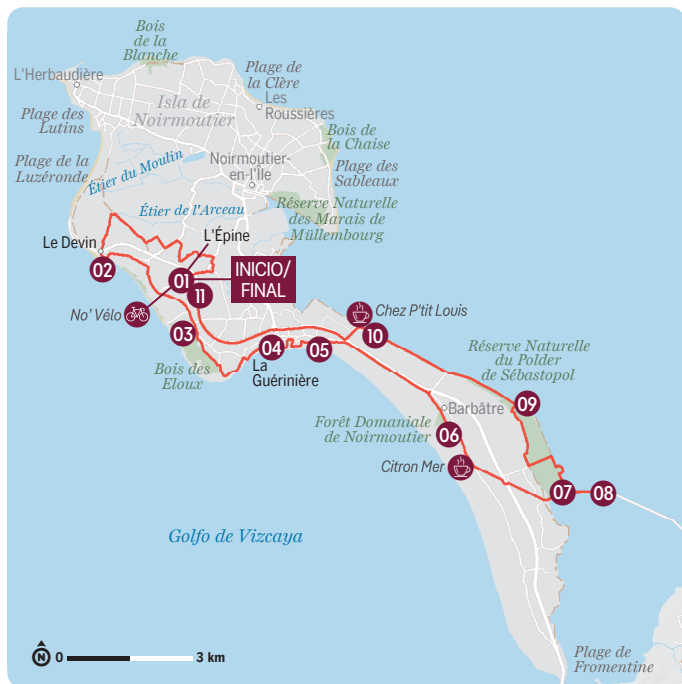 Bois
de la
Blanche
L'Herbaudière
Plage de
la Clère
Les
Roussières
Isla de
Noirmoutier
Plage des
Lutins
Bois de
la Chaise
Plage de la
Luzéronde
Étier du Moulin
Noirmoutier-
en-l'Île
Plage des
Sableaux
Étier de l'Arceau
Réserve Naturelle
des Marais de
Müllembourg
Le Devin
L'Épine
02
01
INICIO/
FINAL
11
No' Vélo
Chez P'tit Louis
03
10
04
05
Réserve Naturelle
du Polder
de Sébastopol
Bois des
Eloux
La
Guérinière
09
Barbâtre
Forêt Domaniale
de Noirmoutier
06
Citron Mer
07
08
Golfo de Vizcaya
N
0
3 km
Plage de
Fromentine